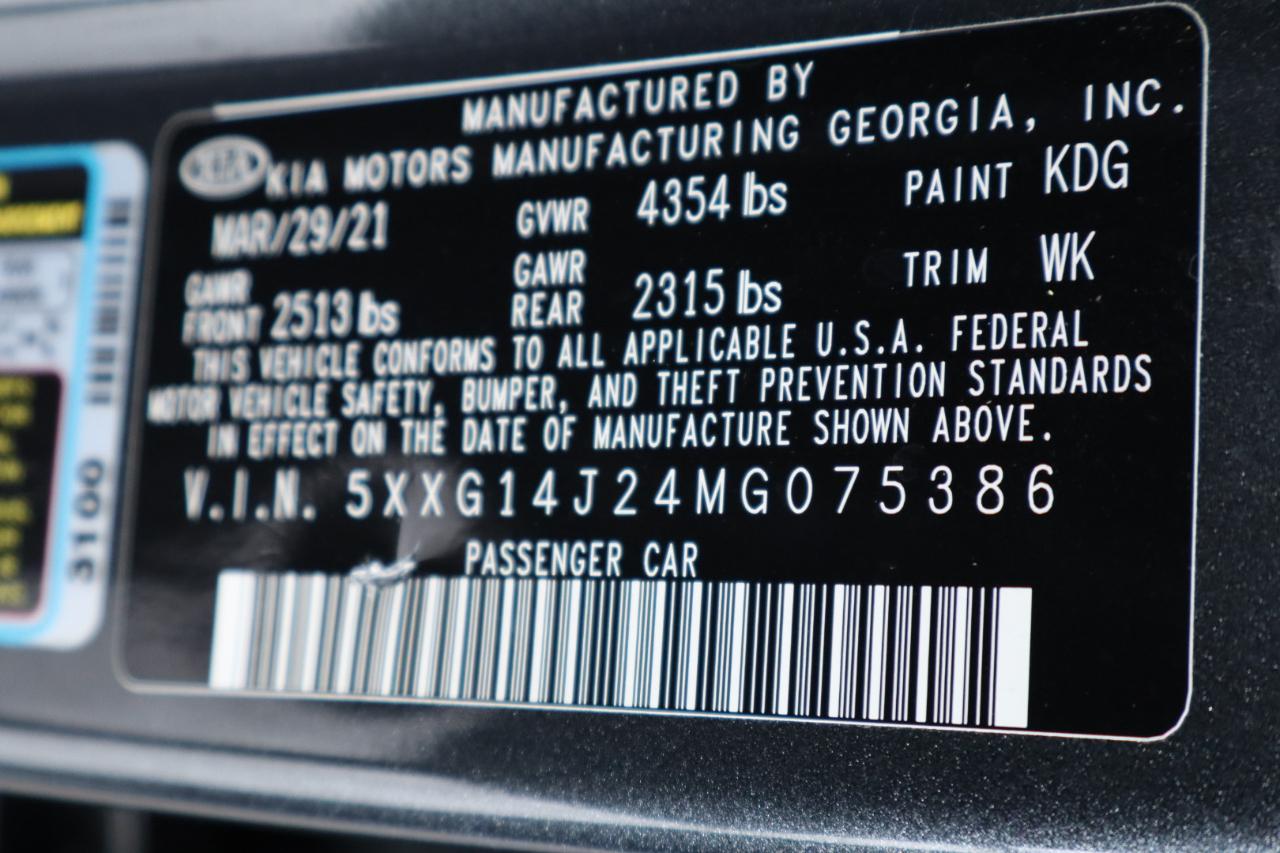 MANUFACTURED BY
KIA
KIA MOTORS MANUFACTURING GEORGIA, INC.
MAR/29/21 GVWR 4354 lbs PAINT KDG
GAWR FRONT 2513 lbs GAWR REAR 2315 lbs TRIM WK
THIS VEHICLE CONFORMS TO ALL APPLICABLE U.S.A. FEDERAL
MOTOR VEHICLE SAFETY, BUMPER, AND THEFT PREVENTION STANDARDS
IN EFFECT ON THE DATE OF MANUFACTURE SHOWN ABOVE.
V.I.N. 5XXG14J24MG075386
PASSENGER CAR
3100